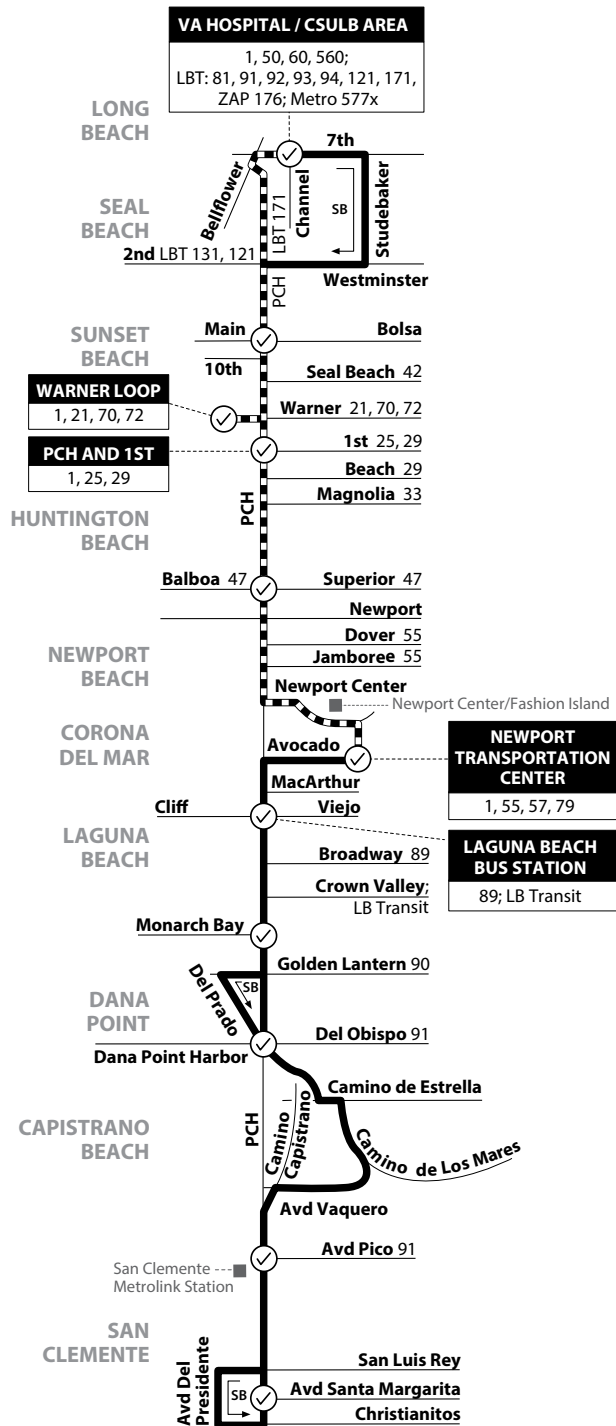 VA HOSPITAL / CSULB AREA
1, 50, 60, 560;
LBT: 81, 91, 92, 93, 94, 121, 171,
ZAP 176; Metro 577x
LONG
BEACH
7th
Bellflower
LBT 171
Channel
SB
Studebaker
SEAL
BEACH
2nd LBT 131, 121
Westminster
PCH
SUNSET
BEACH
Main
Bolsa
10th
Seal Beach 42
WARNER LOOP
1, 21, 70, 72
Warner 21, 70, 72
PCH AND 1ST
1, 25, 29
1st 25, 29
Beach 29
Magnolia 33
PCH
HUNTINGTON
BEACH
Balboa 47
Superior 47
Newport
Dover 55
Jamboree 55
NEWPORT
BEACH
Newport Center
Newport Center/Fashion Island
CORONA
DEL MAR
Avocado
NEWPORT
TRANSPORTATION
CENTER
1, 55, 57, 79
MacArthur
Cliff
Viejo
LAGUNA
BEACH
LAGUNA BEACH
BUS STATION
89; LB Transit
Broadway 89
Crown Valley;
LB Transit
Monarch Bay
Golden Lantern 90
Del Prado
SB
DANA
POINT
Del Obispo 91
Dana Point Harbor
Camino de Estrella
CAPISTRANO
BEACH
PCH
Camino
Capistrano
Camino de Los Mares
Avd Vaquero
Avd Pico 91
San Clemente
Metrolink Station
SAN
CLEMENTE
San Luis Rey
Avd Del
Presidente
SB
Avd Santa Margarita
Christianitos